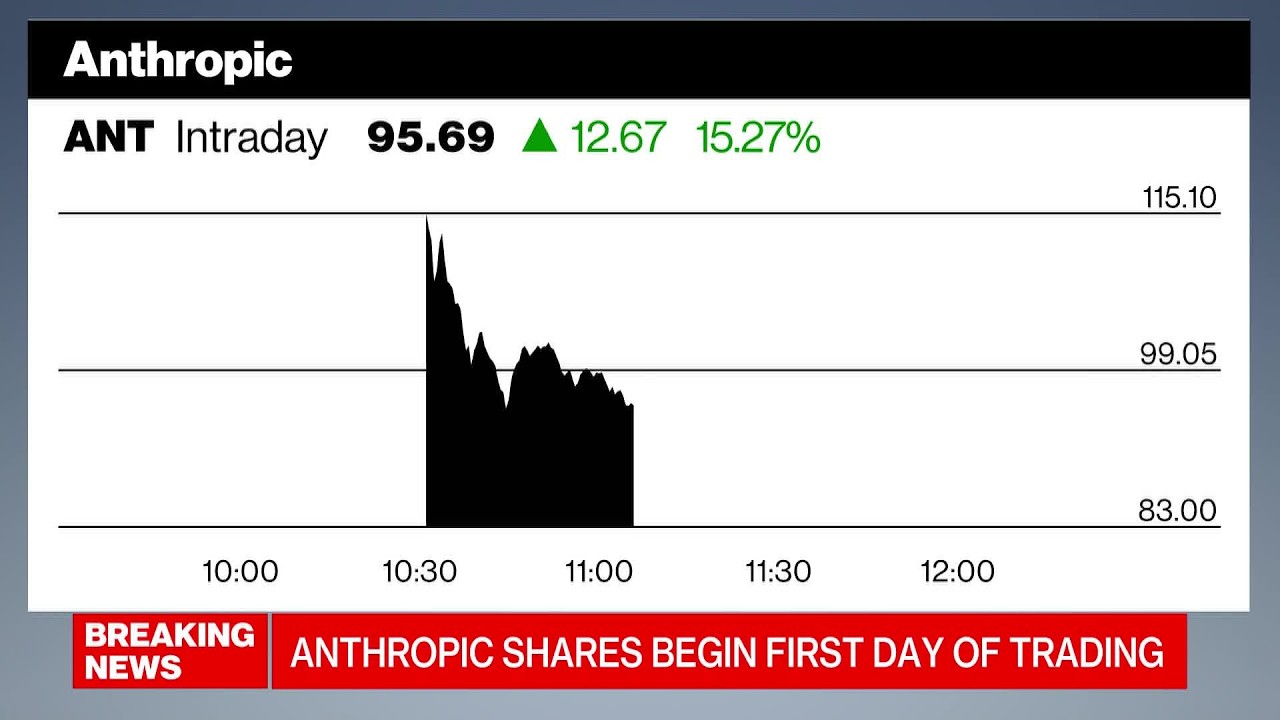 Anthropic
ANT Intraday 95.69 ▲ 12.67 15.27%
115.10
99.05
83.00
10:00 10:30 11:00 11:30 12:00
BREAKING
NEWS
ANTHROPIC SHARES BEGIN FIRST DAY OF TRADING